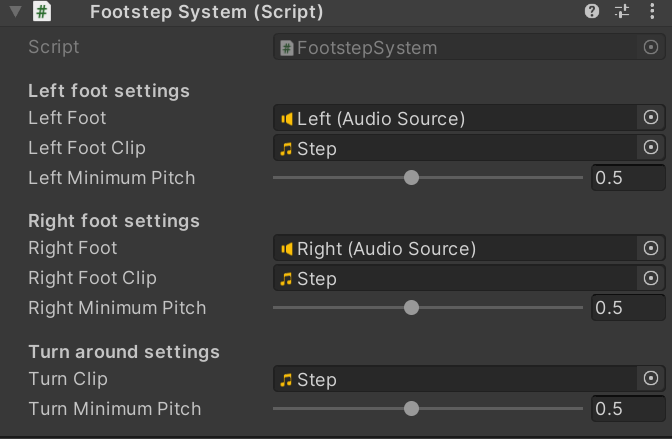 Footstep System (Script)
Script FootstepSystem
Left foot settings
Left Foot Left (Audio Source)
Left Foot Clip Step
Left Minimum Pitch 0.5
Right foot settings
Right Foot Right (Audio Source)
Right Foot Clip Step
Right Minimum Pitch 0.5
Turn around settings
Turn Clip Step
Turn Minimum Pitch 0.5